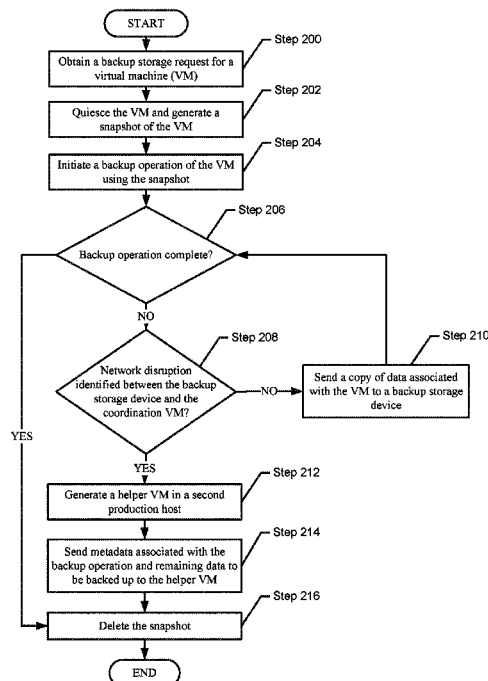 START
Step 200
Obtain a backup storage request for a
virtual machine (VM)
Step 202
Quiesce the VM and generate a
snapshot of the VM
Step 204
Initiate a backup operation of the VM
using the snapshot
Step 206
Backup operation complete?
NO
Step 208
Network disruption
identified between the backup
storage device and the
coordination VM?
NO
Step 210
Send a copy of data associated
with the VM to a backup storage
device
YES
YES
Step 212
Generate a helper VM in a second
production host
Step 214
Send metadata associated with the
backup operation and remaining data to
be backed up to the helper VM
Step 216
Delete the snapshot
END